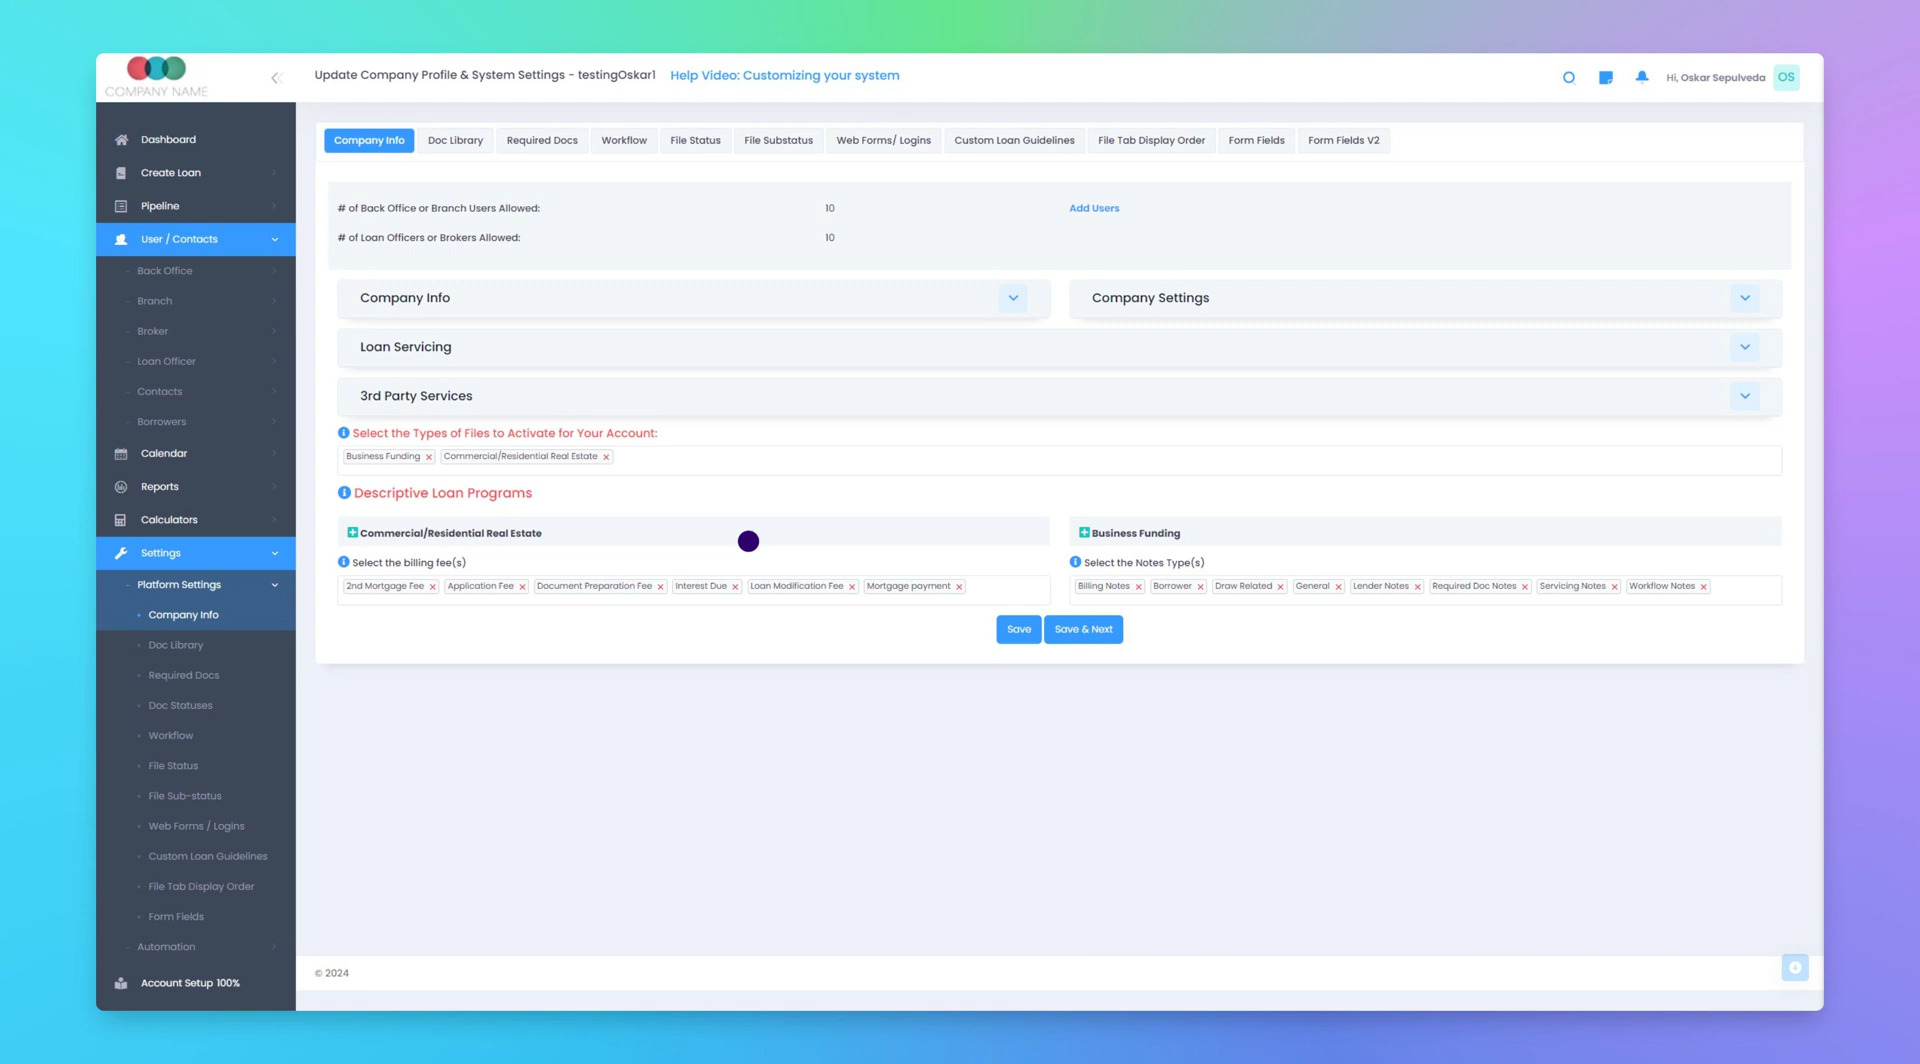 COMPANY NAME
Update Company Profile & System Settings - testingOskar1 Help Video: Customizing your system
Hi, Oskar Sepulveda OS
Dashboard
Create Loan
Pipeline
User / Contacts
Back Office
Branch
Broker
Loan Officer
Contacts
Borrowers
Calendar
Reports
Calculators
Settings
Platform Settings
Company Info
Doc Library
Required Docs
Doc Statuses
Workflow
File Status
File Sub-status
Web Forms / Logins
Custom Loan Guidelines
File Tab Display Order
Form Fields
Automation
Account Setup 100%
Company Info Doc Library Required Docs Workflow File Status File Substatus Web Forms/ Logins Custom Loan Guidelines File Tab Display Order Form Fields Form Fields V2
# of Back Office or Branch Users Allowed: 10 Add Users
# of Loan Officers or Brokers Allowed: 10
Company Info Company Settings
Loan Servicing
3rd Party Services
Select the Types of Files to Activate for Your Account:
Business Funding × Commercial/Residential Real Estate ×
Descriptive Loan Programs
Commercial/Residential Real Estate Business Funding
Select the billing fee(s) Select the Notes Type(s)
2nd Mortgage Fee × Application Fee × Document Preparation Fee × Interest Due × Loan Modification Fee × Mortgage payment × Billing Notes × Borrower × Draw Related × General × Lender Notes × Required Doc Notes × Servicing Notes × Workflow Notes ×
Save Save & Next
© 2024